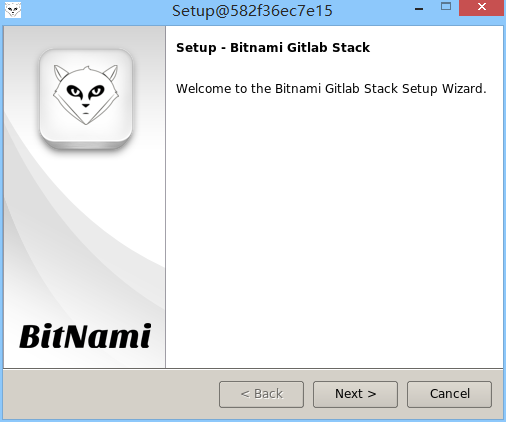 Setup@582f36ec7e15
Setup - Bitnami Gitlab Stack
Welcome to the Bitnami Gitlab Stack Setup Wizard.
BitNami
< Back
Next >
Cancel